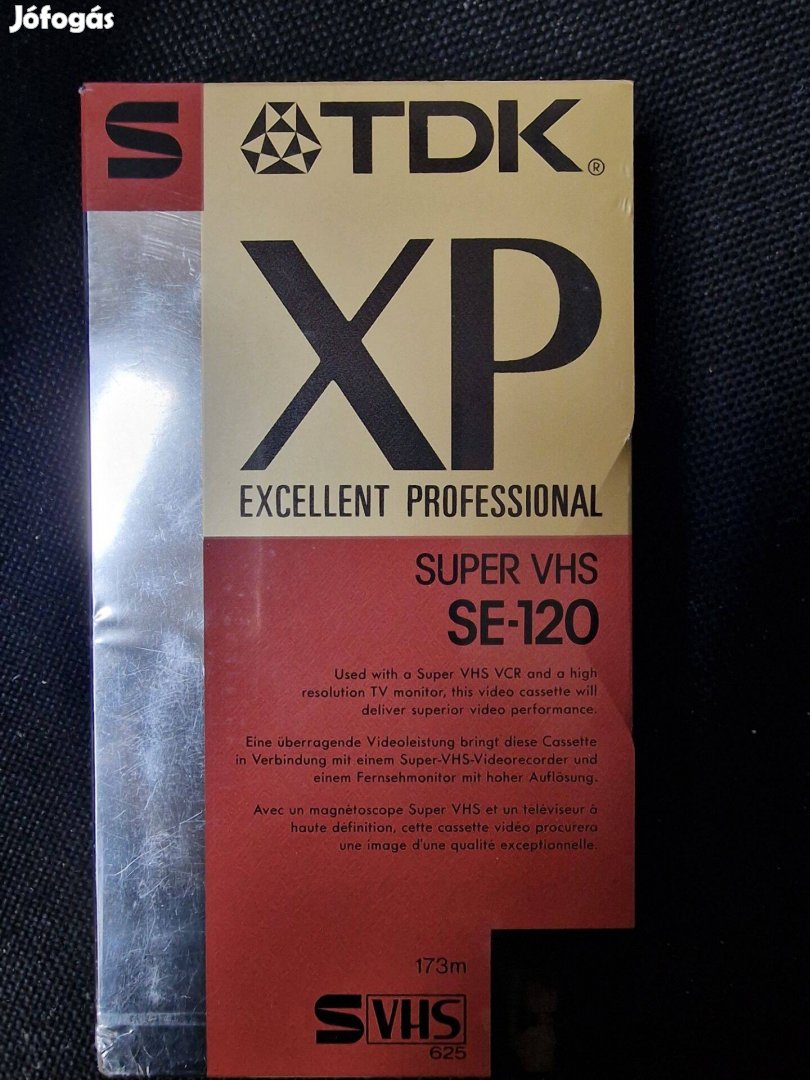 Jófogás
S TDK®
XP
EXCELLENT PROFESSIONAL
SUPER VHS
SE-120
Used with a Super VHS VCR and a high
resolution TV monitor, this video cassette will
deliver superior video performance.
Eine überragende Videoleistung bringt diese Cassette
in Verbindung mit einem Super-VHS-Videorecorder und
einem Fernsehmonitor mit hoher Auflösung.
Avec un magnétoscope Super VHS et un téléviseur à
haute définition, cette cassette vidéo procurera
une image d'une qualité exceptionnelle.
173m
S VHS
625